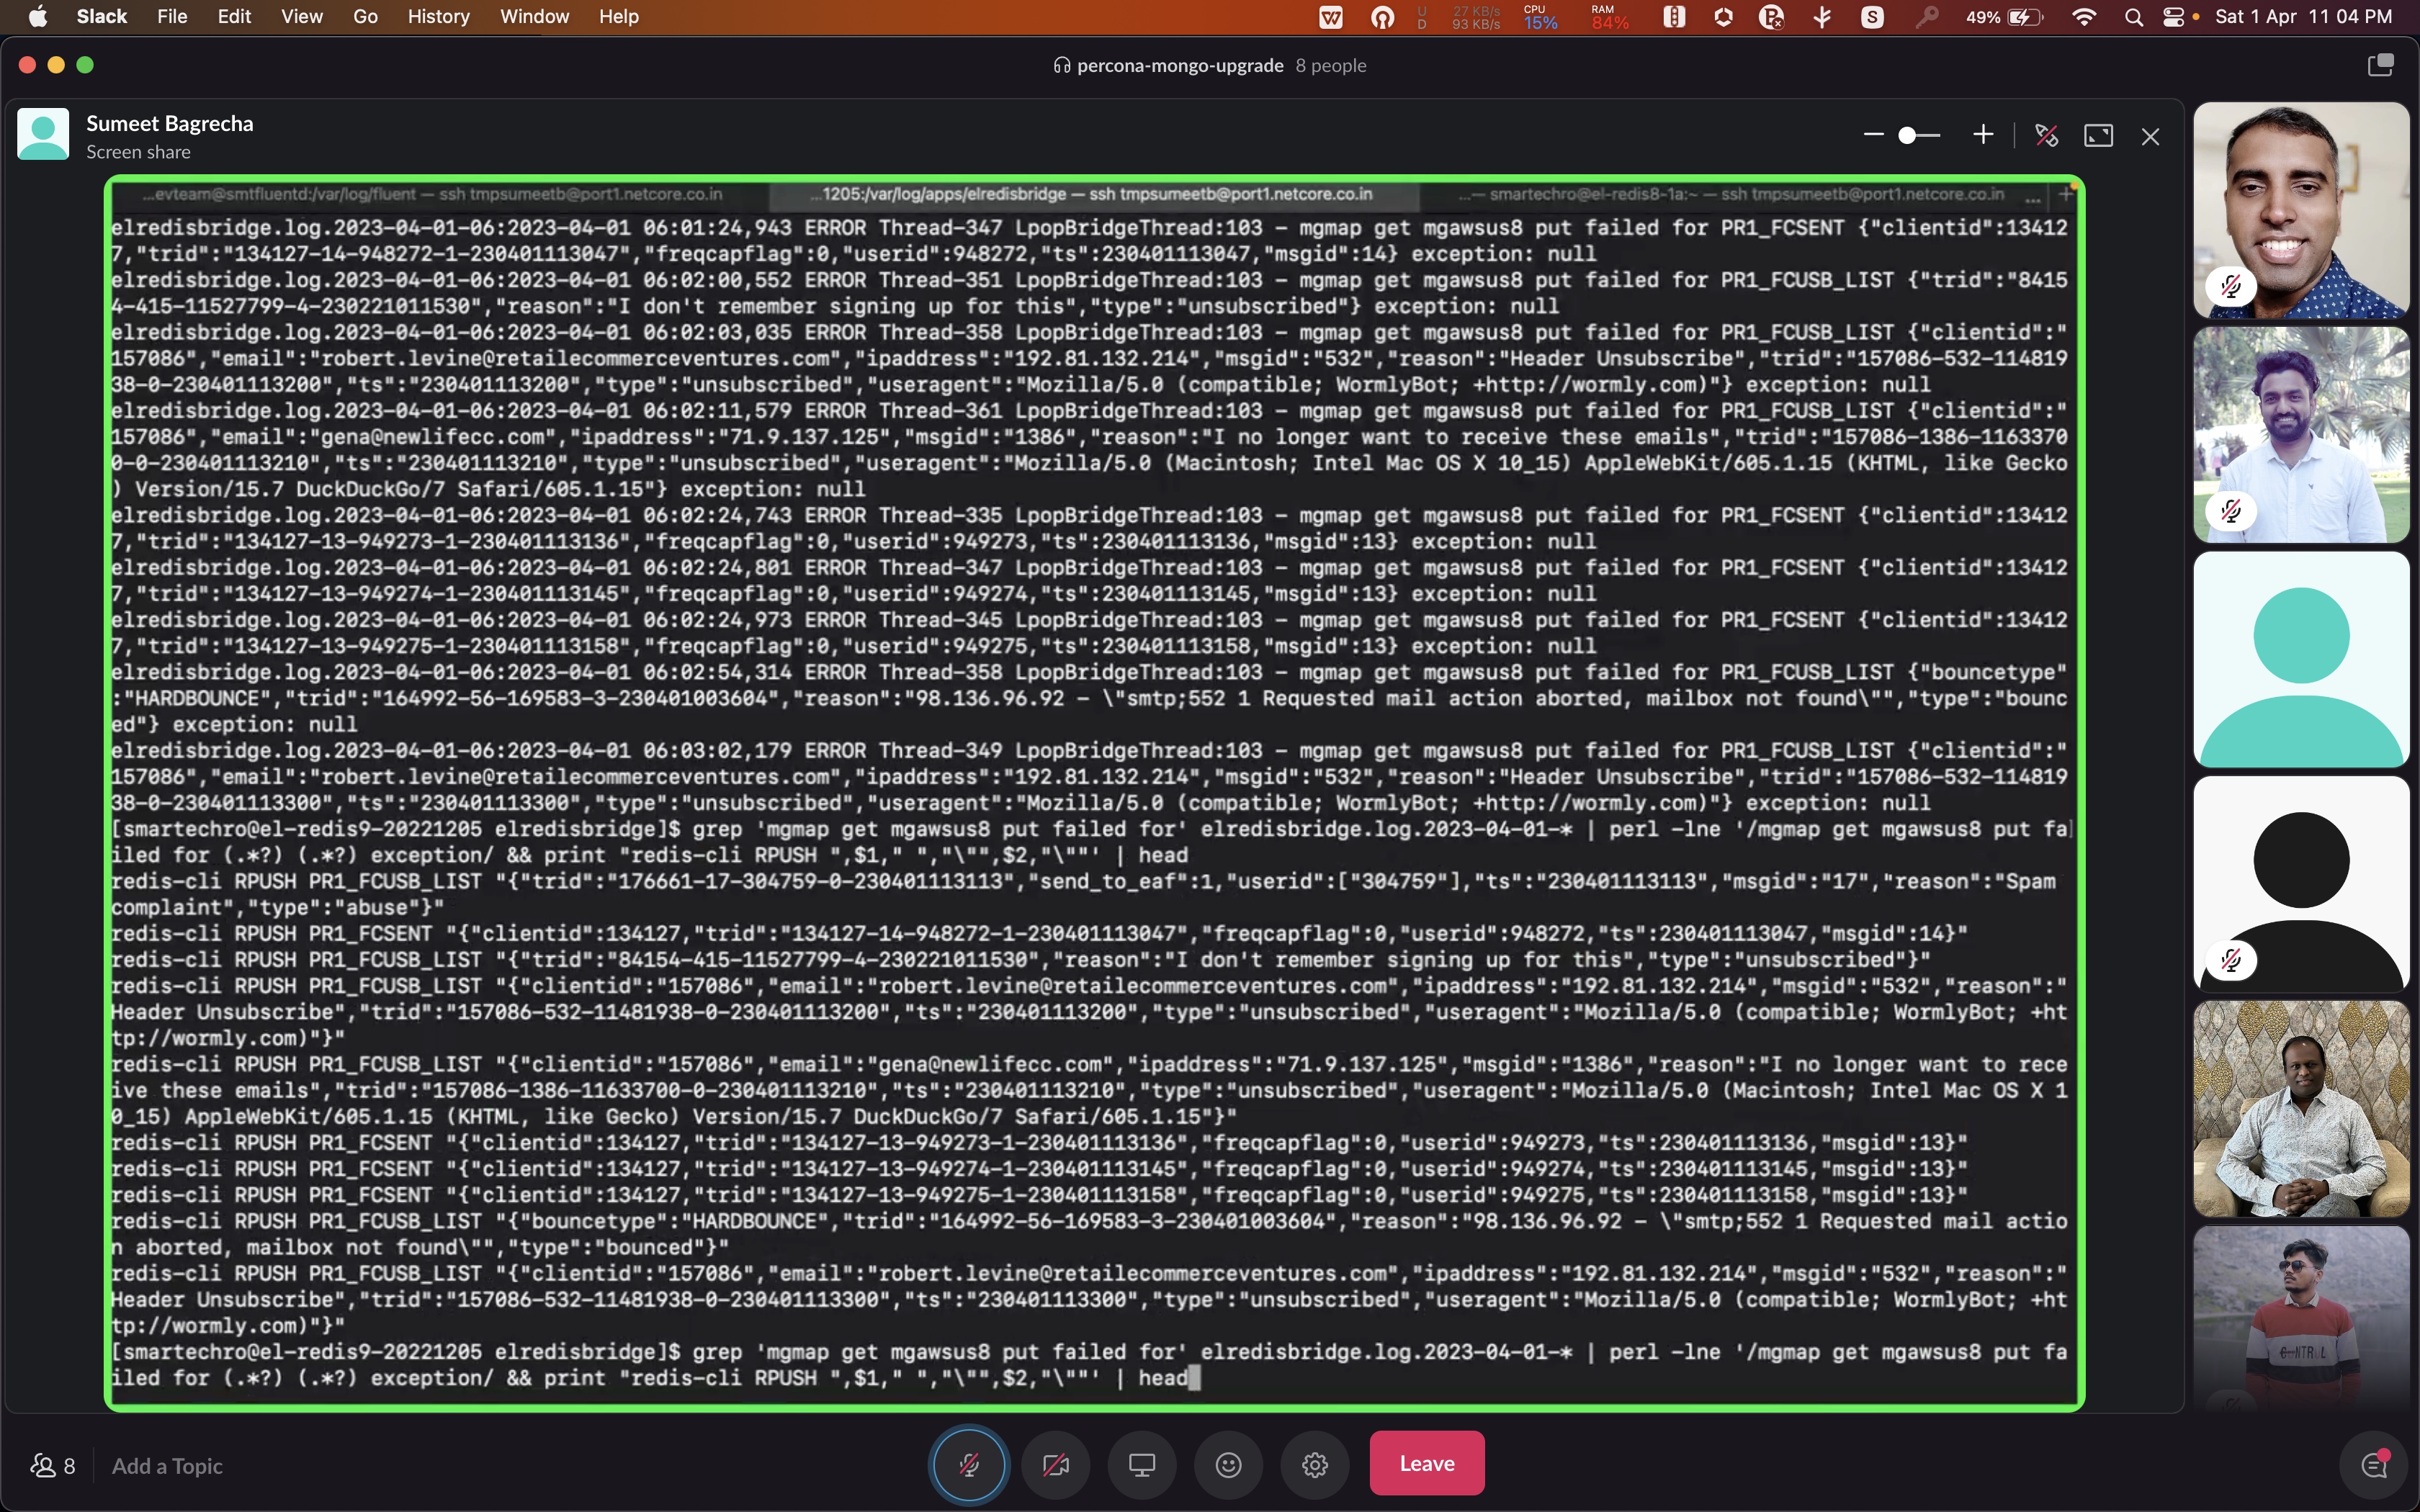 Slack File Edit View Go History Window Help U D 27 KB/s 93 KB/s CPU 15% RAM 84% 49% Sat 1 Apr 11 04 PM
percona-mongo-upgrade 8 people
Sumeet Bagrecha
Screen share
...evteam@smtfluentd:/var/log/fluent — ssh tmpsumeetb@port1.netcore.co.in ...1205:/var/log/apps/elredisbridge — ssh tmpsumeetb@port1.netcore.co.in ...— smartechro@el-redis8-1a:~ — ssh tmpsumeetb@port1.netcore.co.in ... +
elredisbridge.log.2023-04-01-06:2023-04-01 06:01:24,943 ERROR Thread-347 LpopBridgeThread:103 - mgmap get mgawsus8 put failed for PR1_FCSENT {"clientid":13412
7,"trid":"134127-14-948272-1-230401113047","freqcapflag":0,"userid":948272,"ts":230401113047,"msgid":14} exception: null
elredisbridge.log.2023-04-01-06:2023-04-01 06:02:00,552 ERROR Thread-351 LpopBridgeThread:103 - mgmap get mgawsus8 put failed for PR1_FCUSB_LIST {"trid":"8415
4-415-11527799-4-230221011530","reason":"I don't remember signing up for this","type":"unsubscribed"} exception: null
elredisbridge.log.2023-04-01-06:2023-04-01 06:02:03,035 ERROR Thread-358 LpopBridgeThread:103 - mgmap get mgawsus8 put failed for PR1_FCUSB_LIST {"clientid":"
157086","email":"robert.levine@retailecommerceventures.com","ipaddress":"192.81.132.214","msgid":"532","reason":"Header Unsubscribe","trid":"157086-532-114819
38-0-230401113200","ts":"230401113200","type":"unsubscribed","useragent":"Mozilla/5.0 (compatible; WormlyBot; +http://wormly.com)"} exception: null
elredisbridge.log.2023-04-01-06:2023-04-01 06:02:11,579 ERROR Thread-361 LpopBridgeThread:103 - mgmap get mgawsus8 put failed for PR1_FCUSB_LIST {"clientid":"
157086","email":"gena@newlifecc.com","ipaddress":"71.9.137.125","msgid":"1386","reason":"I no longer want to receive these emails","trid":"157086-1386-1163370
0-0-230401113210","ts":"230401113210","type":"unsubscribed","useragent":"Mozilla/5.0 (Macintosh; Intel Mac OS X 10_15) AppleWebKit/605.1.15 (KHTML, like Gecko
) Version/15.7 DuckDuckGo/7 Safari/605.1.15"} exception: null
elredisbridge.log.2023-04-01-06:2023-04-01 06:02:24,743 ERROR Thread-335 LpopBridgeThread:103 - mgmap get mgawsus8 put failed for PR1_FCSENT {"clientid":13412
7,"trid":"134127-13-949273-1-230401113136","freqcapflag":0,"userid":949273,"ts":230401113136,"msgid":13} exception: null
elredisbridge.log.2023-04-01-06:2023-04-01 06:02:24,801 ERROR Thread-347 LpopBridgeThread:103 - mgmap get mgawsus8 put failed for PR1_FCSENT {"clientid":13412
7,"trid":"134127-13-949274-1-230401113145","freqcapflag":0,"userid":949274,"ts":230401113145,"msgid":13} exception: null
elredisbridge.log.2023-04-01-06:2023-04-01 06:02:24,973 ERROR Thread-345 LpopBridgeThread:103 - mgmap get mgawsus8 put failed for PR1_FCSENT {"clientid":13412
7,"trid":"134127-13-949275-1-230401113158","freqcapflag":0,"userid":949275,"ts":230401113158,"msgid":13} exception: null
elredisbridge.log.2023-04-01-06:2023-04-01 06:02:54,314 ERROR Thread-358 LpopBridgeThread:103 - mgmap get mgawsus8 put failed for PR1_FCUSB_LIST {"bouncetype"
:"HARDBOUNCE","trid":"164992-56-169583-3-230401003604","reason":"98.136.96.92 - \"smtp;552 1 Requested mail action aborted, mailbox not found\"","type":"bounc
ed"} exception: null
elredisbridge.log.2023-04-01-06:2023-04-01 06:03:02,179 ERROR Thread-349 LpopBridgeThread:103 - mgmap get mgawsus8 put failed for PR1_FCUSB_LIST {"clientid":"
157086","email":"robert.levine@retailecommerceventures.com","ipaddress":"192.81.132.214","msgid":"532","reason":"Header Unsubscribe","trid":"157086-532-114819
38-0-230401113300","ts":"230401113300","type":"unsubscribed","useragent":"Mozilla/5.0 (compatible; WormlyBot; +http://wormly.com)"} exception: null
[smartechro@el-redis9-20221205 elredisbridge]$ grep 'mgmap get mgawsus8 put failed for' elredisbridge.log.2023-04-01-* | perl -lne '/mgmap get mgawsus8 put fa
iled for (.*?) (.*?) exception/ && print "redis-cli RPUSH ",$1," ","\"",$2,"\""' | head
redis-cli RPUSH PR1_FCUSB_LIST "{"trid":"176661-17-304759-0-230401113113","send_to_eaf":1,"userid":["304759"],"ts":"230401113113","msgid":"17","reason":"Spam
complaint","type":"abuse"}"
redis-cli RPUSH PR1_FCSENT "{"clientid":134127,"trid":"134127-14-948272-1-230401113047","freqcapflag":0,"userid":948272,"ts":230401113047,"msgid":14}"
redis-cli RPUSH PR1_FCUSB_LIST "{"trid":"84154-415-11527799-4-230221011530","reason":"I don't remember signing up for this","type":"unsubscribed"}"
redis-cli RPUSH PR1_FCUSB_LIST "{"clientid":"157086","email":"robert.levine@retailecommerceventures.com","ipaddress":"192.81.132.214","msgid":"532","reason":"
Header Unsubscribe","trid":"157086-532-11481938-0-230401113200","ts":"230401113200","type":"unsubscribed","useragent":"Mozilla/5.0 (compatible; WormlyBot; +ht
tp://wormly.com)"}"
redis-cli RPUSH PR1_FCUSB_LIST "{"clientid":"157086","email":"gena@newlifecc.com","ipaddress":"71.9.137.125","msgid":"1386","reason":"I no longer want to rece
ive these emails","trid":"157086-1386-11633700-0-230401113210","ts":"230401113210","type":"unsubscribed","useragent":"Mozilla/5.0 (Macintosh; Intel Mac OS X 1
0_15) AppleWebKit/605.1.15 (KHTML, like Gecko) Version/15.7 DuckDuckGo/7 Safari/605.1.15"}"
redis-cli RPUSH PR1_FCSENT "{"clientid":134127,"trid":"134127-13-949273-1-230401113136","freqcapflag":0,"userid":949273,"ts":230401113136,"msgid":13}"
redis-cli RPUSH PR1_FCSENT "{"clientid":134127,"trid":"134127-13-949274-1-230401113145","freqcapflag":0,"userid":949274,"ts":230401113145,"msgid":13}"
redis-cli RPUSH PR1_FCSENT "{"clientid":134127,"trid":"134127-13-949275-1-230401113158","freqcapflag":0,"userid":949275,"ts":230401113158,"msgid":13}"
redis-cli RPUSH PR1_FCUSB_LIST "{"bouncetype":"HARDBOUNCE","trid":"164992-56-169583-3-230401003604","reason":"98.136.96.92 - \"smtp;552 1 Requested mail actio
n aborted, mailbox not found\"","type":"bounced"}"
redis-cli RPUSH PR1_FCUSB_LIST "{"clientid":"157086","email":"robert.levine@retailecommerceventures.com","ipaddress":"192.81.132.214","msgid":"532","reason":"
Header Unsubscribe","trid":"157086-532-11481938-0-230401113300","ts":"230401113300","type":"unsubscribed","useragent":"Mozilla/5.0 (compatible; WormlyBot; +ht
tp://wormly.com)"}"
[smartechro@el-redis9-20221205 elredisbridge]$ grep 'mgmap get mgawsus8 put failed for' elredisbridge.log.2023-04-01-* | perl -lne '/mgmap get mgawsus8 put fa
iled for (.*?) (.*?) exception/ && print "redis-cli RPUSH ",$1," ","\"",$2,"\""' | head
8 Add a Topic Leave